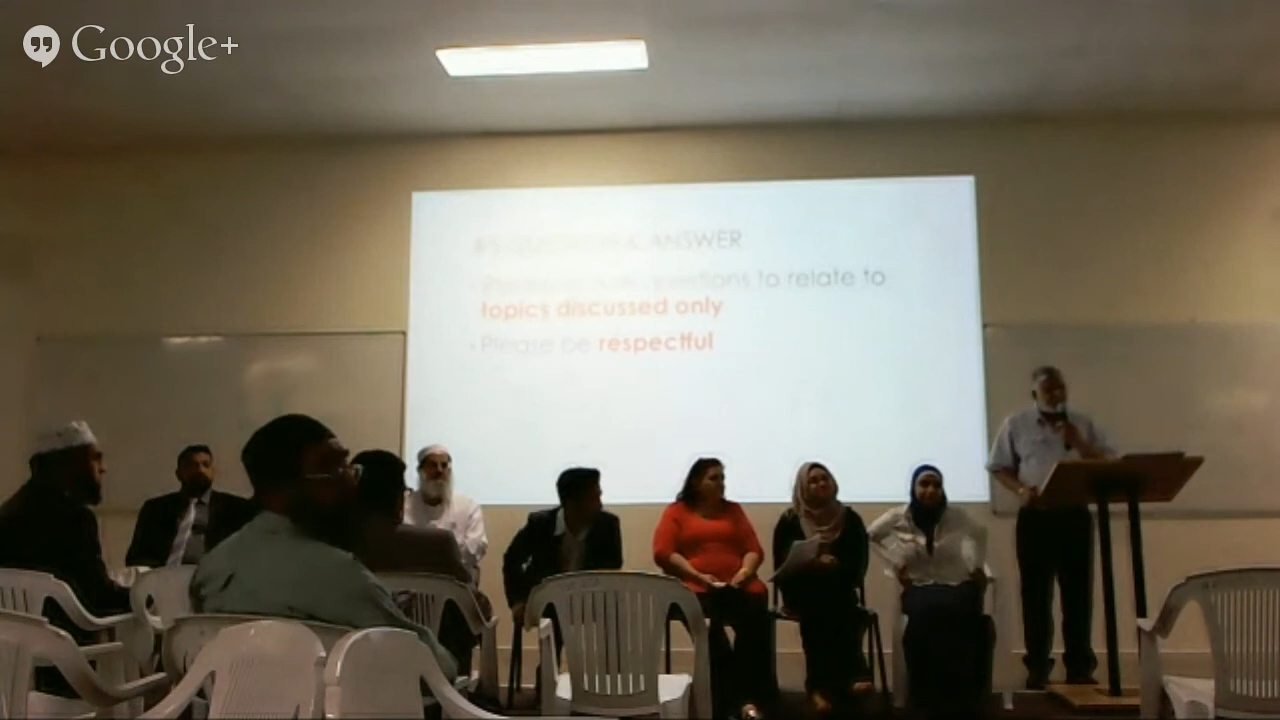 Google+
& ANSWER
questions to relate to
topics discussed only
• Please be respectful